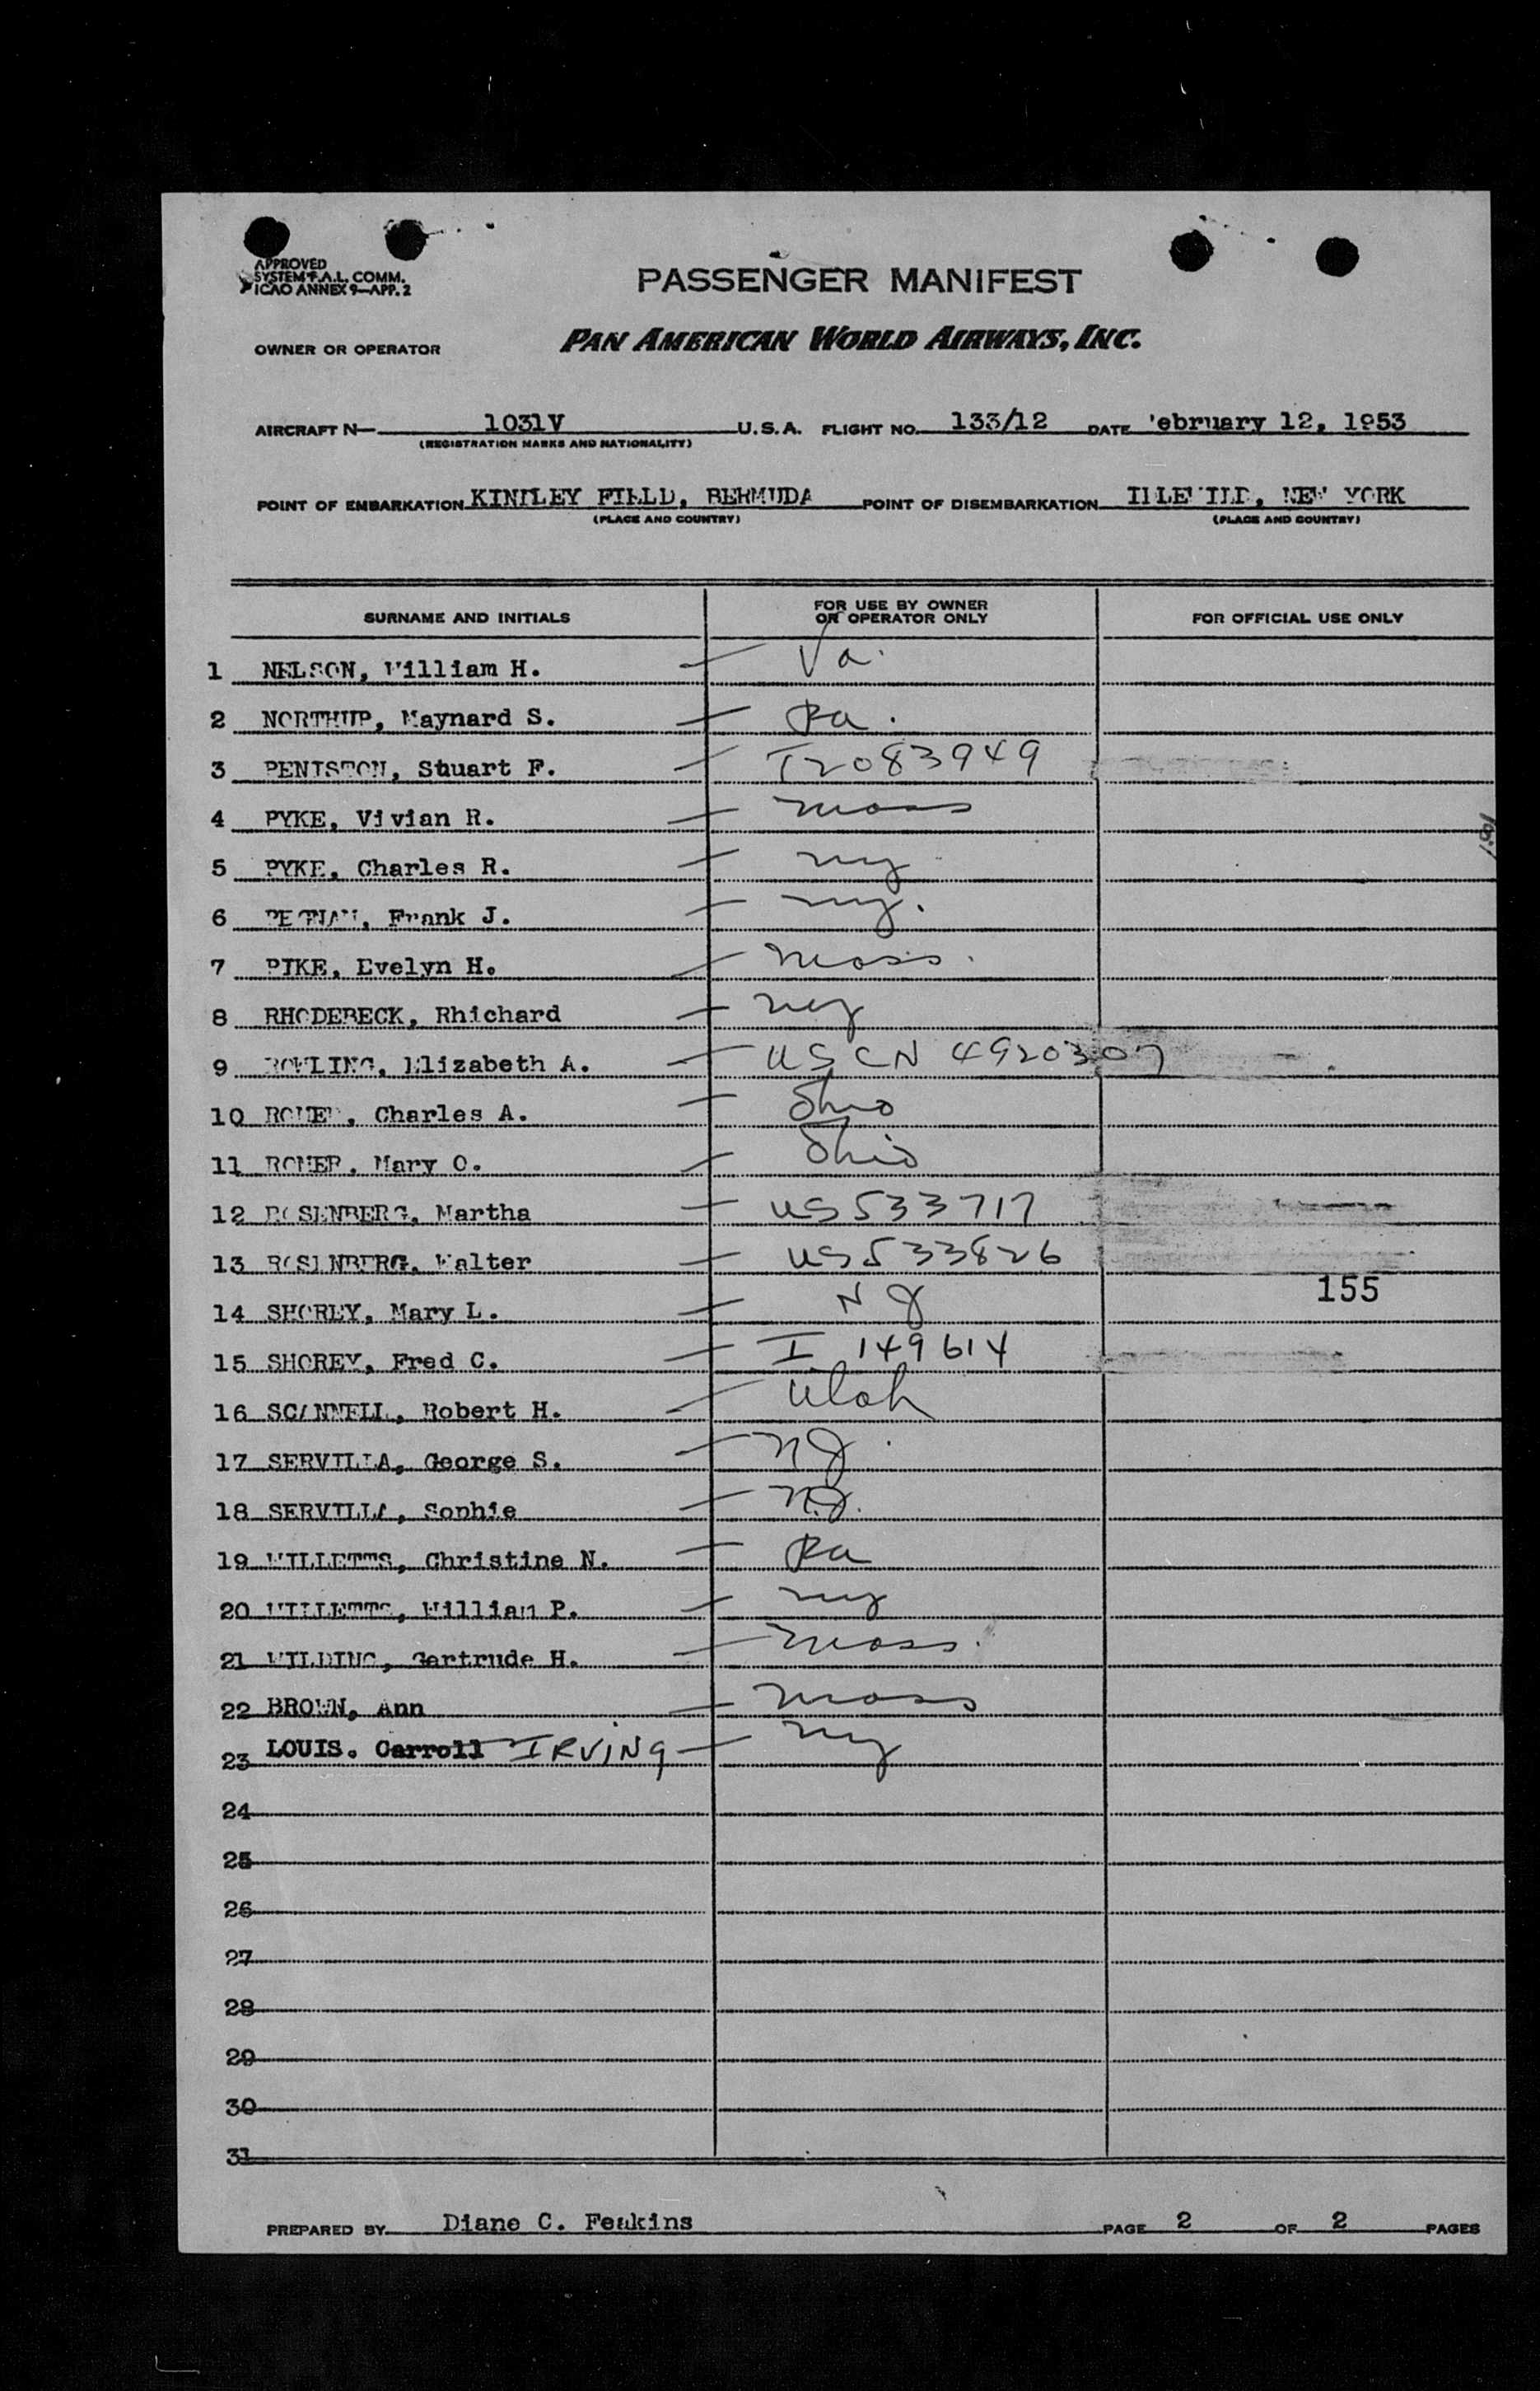 APPROVED
SYSTEM F.A.L. COMM.
ICAO ANNEX 9—APP. 2
PASSENGER MANIFEST
OWNER OR OPERATOR PAN AMERICAN WORLD AIRWAYS, INC.
AIRCRAFT N— 1031V U.S.A. FLIGHT NO. 133/12 DATE 'ebruary 12, 1953
(REGISTRATION MARKS AND NATIONALITY)
POINT OF EMBARKATION KINDLEY FIELD, BERMUDA POINT OF DISEMBARKATION IDLEWILD, NEW YORK
(PLACE AND COUNTRY) (PLACE AND COUNTRY)
SURNAME AND INITIALS FOR USE BY OWNER OR OPERATOR ONLY FOR OFFICIAL USE ONLY
1 NELSON, William H. Va.
2 NORTHUP, Maynard S. Pa.
3 PENISTON, Stuart F. I2083949
4 PYKE, Vivian R. mass
5 PYKE, Charles R. ny
6 Frank J. ny.
7 PIKE, Evelyn H. mass.
8 RHODEBECK, Rhichard ny
9 Elizabeth A. USCN 4920307
10 ROMER, Charles A. Ohio
11 ROMER, Mary O. Ohio
12 ROSENBERG, Martha US533717
13 ROSENBERG, Walter US533826
155
14 SHOREY, Mary L. NJ
15 SHOREY, Fred C. I 149614
16 SCANNELL, Robert H. Utah
17 SERVILLA, George S. NJ.
18 SERVILLA, Sophie N.J.
19 WILLETTS, Christine N. Pa
20 WILLETTS, William P. ny
21 WILDING, Gertrude H. mass.
22 BROWN, Ann mass
23 LOUIS. Carroll IRVING ny
24
25
26
27
28
29
30
31
PREPARED BY Diane C. Feakins PAGE 2 OF 2 PAGES